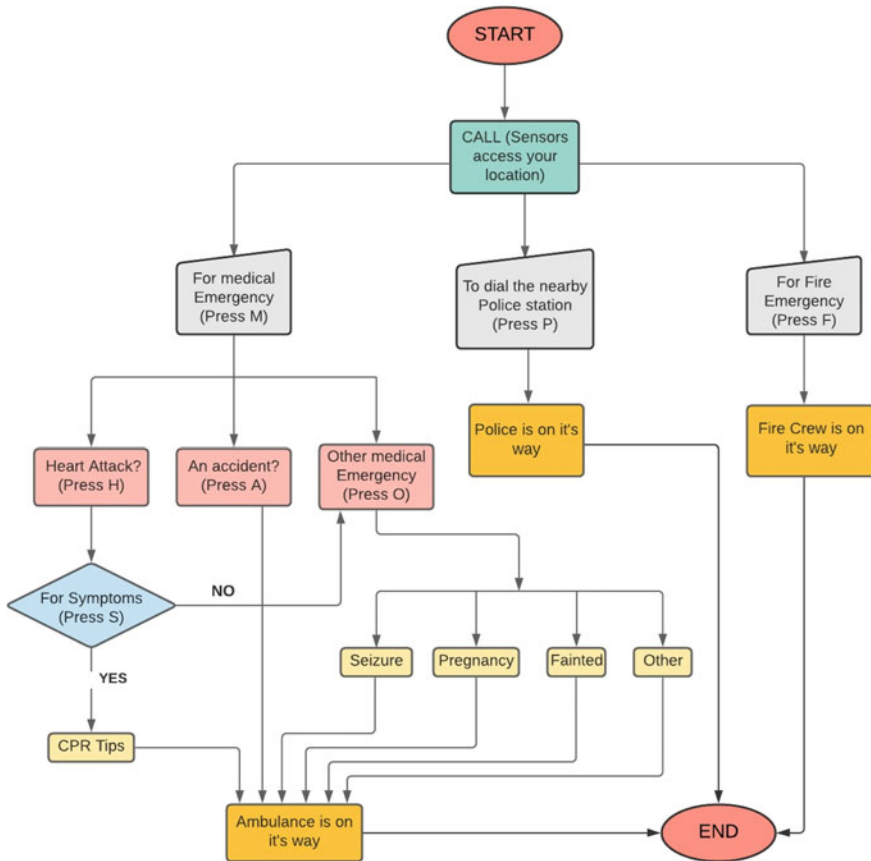 START
CALL (Sensors
access your
location)
For medical
Emergency
(Press M)
To dial the nearby
Police station
(Press P)
For Fire
Emergency
(Press F)
Police is on it's
way
Fire Crew is on
it's way
Heart Attack?
(Press H)
An accident?
(Press A)
Other medical
Emergency
(Press O)
For Symptoms
(Press S)
NO
YES
Seizure
Pregnancy
Fainted
Other
CPR Tips
Ambulance is on
it's way
END